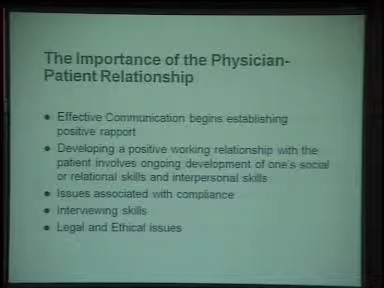 The Importance of the Physician-
Patient Relationship
● Effective Communication begins establishing
positive rapport
● Developing a positive working relationship with the
patient involves ongoing development of one's social
or relational skills and interpersonal skills
● Issues associated with compliance
● Interviewing skills
● Legal and Ethical issues